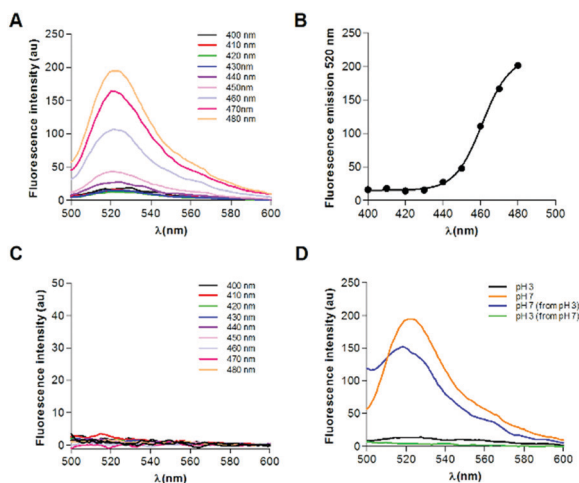 A
Fluorescence intensity (au)
250
200
150
100
50
0
500 520 540 560 580 600
λ(nm)
400 nm
410 nm
420 nm
430nm
440 nm
450nm
460 nm
470nm
480 nm
B
Fluorescence emission 520 nm
250
200
150
100
50
0
400 420 440 460 480 500
λ(nm)
C
Fluorescence intensity (au)
50
40
30
20
10
0
500 520 540 560 580 600
λ(nm)
400 nm
410 nm
420 nm
430 nm
440 nm
450 nm
460 nm
470 nm
480 nm
D
Fluorescence intensity (au)
250
200
150
100
50
0
500 520 540 560 580 600
λ(nm)
pH3
pH7
pH7 (from pH3)
pH3 (from pH7)